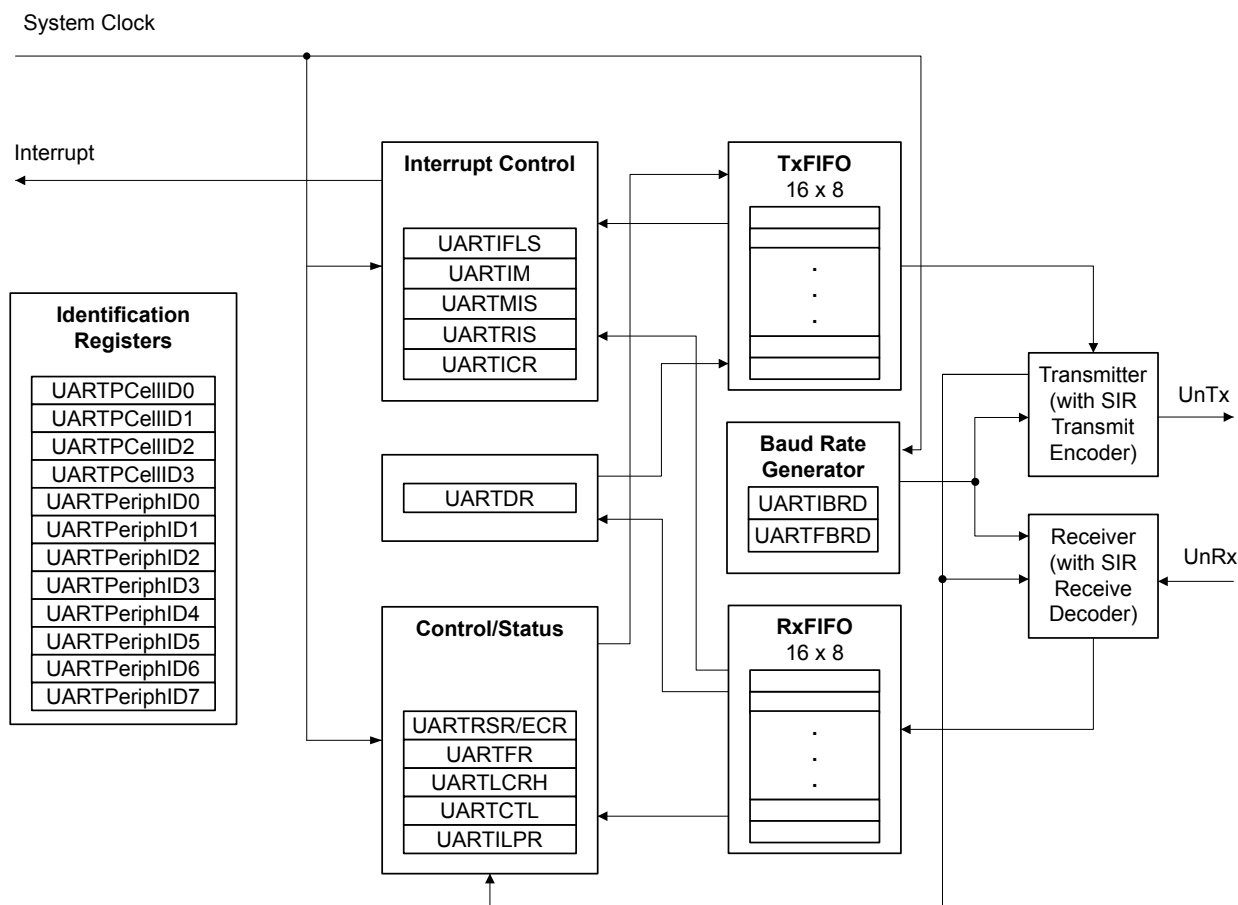 System Clock
Interrupt
Identification
Registers
UARTPCellID0
UARTPCellID1
UARTPCellID2
UARTPCellID3
UARTPeriphID0
UARTPeriphID1
UARTPeriphID2
UARTPeriphID3
UARTPeriphID4
UARTPeriphID5
UARTPeriphID6
UARTPeriphID7
Interrupt Control
UARTIFLS
UARTIM
UARTMIS
UARTRIS
UARTICR
UARTDR
Control/Status
UARTRSR/ECR
UARTFR
UARTLCRH
UARTCTL
UARTILPR
TxFIFO
16 x 8
.
.
.
Baud Rate
Generator
UARTIBRD
UARTFBRD
RxFIFO
16 x 8
.
.
.
Transmitter
(with SIR
Transmit
Encoder)
UnTx
Receiver
(with SIR
Receive
Decoder)
UnRx